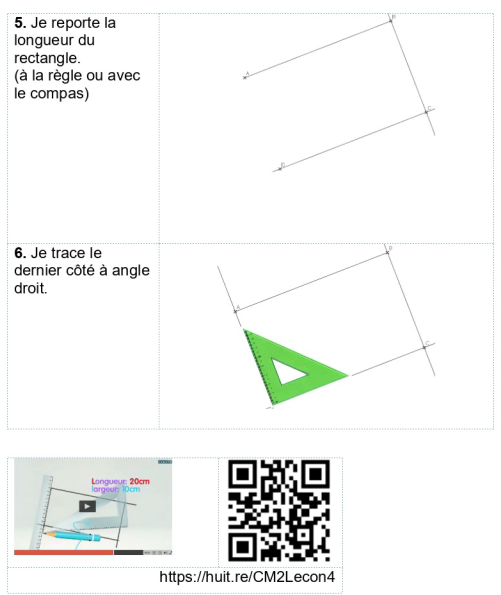 5. Je reporte la
longueur du
rectangle.
(à la règle ou avec
le compas)
A
B
C
D
6. Je trace le
dernier côté à angle
droit.
A
B
C
Longueur: 20cm
largeur: 10cm
https://huit.re/CM2Lecon4